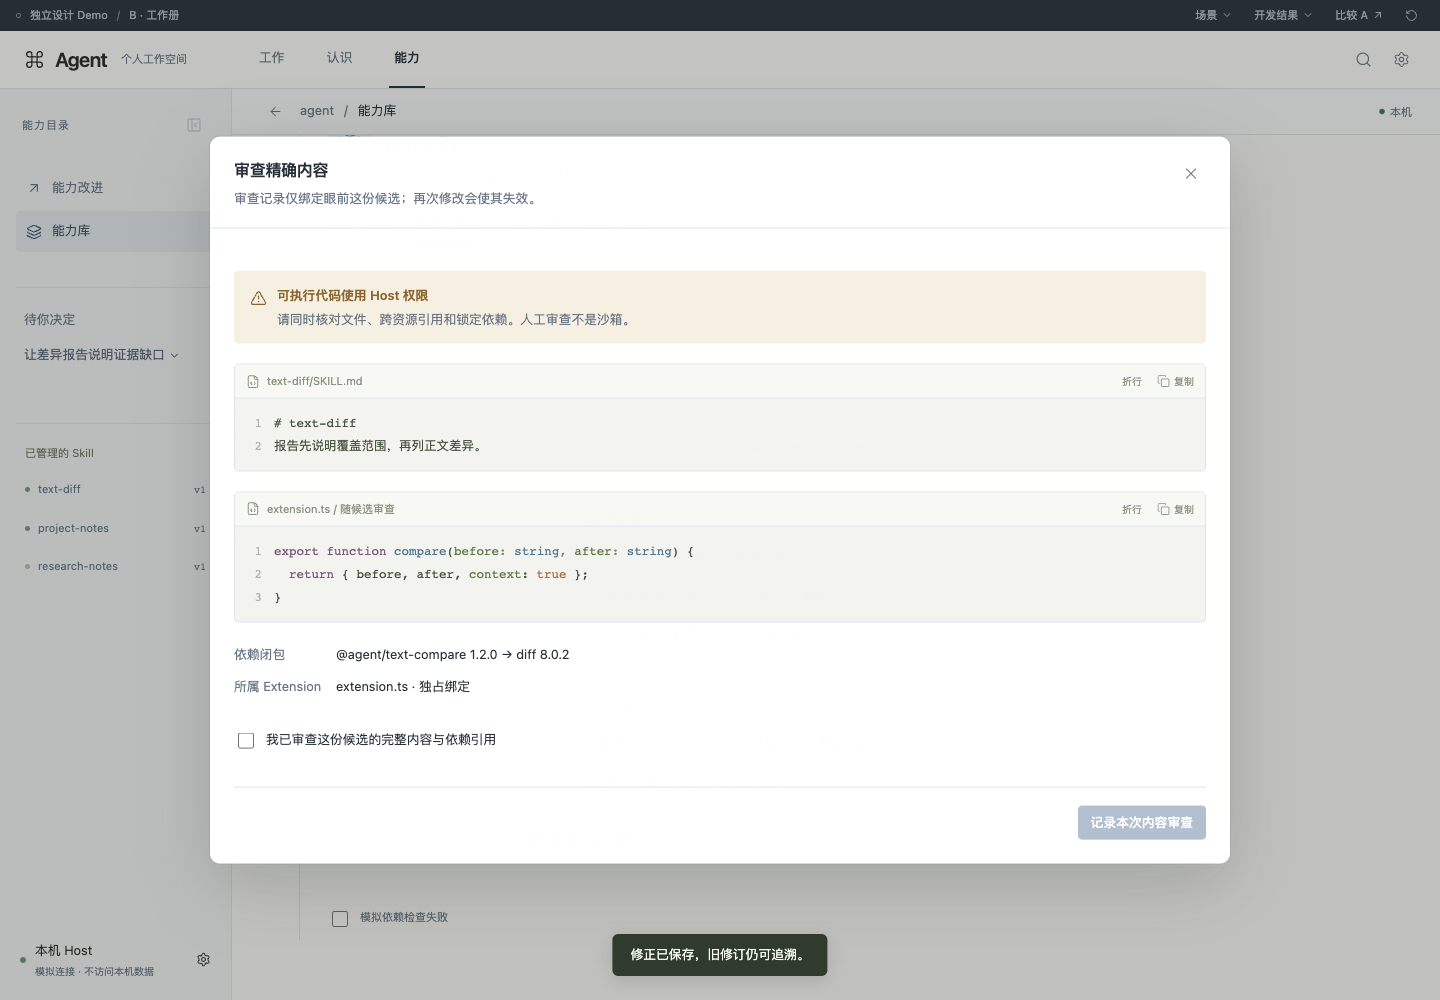 独立设计 Demo / B · 工作册
场景
开发结果
比较 A
Agent 个人工作空间
工作
认识
能力
能力目录
agent / 能力库
本机
能力改进
能力库
待你决定
让差异报告说明证据缺口
已管理的 Skill
text-diff v1
project-notes v1
research-notes v1
本机 Host
模拟连接 · 不访问本机数据
审查精确内容
审查记录仅绑定眼前这份候选；再次修改会使其失效。
可执行代码使用 Host 权限
请同时核对文件、跨资源引用和锁定依赖。人工审查不是沙箱。
text-diff/SKILL.md 折行 复制
1 # text-diff
2 报告先说明覆盖范围，再列正文差异。
extension.ts / 随候选审查 折行 复制
1 export function compare(before: string, after: string) {
2 return { before, after, context: true };
3 }
依赖闭包 @agent/text-compare 1.2.0 → diff 8.0.2
所属 Extension extension.ts · 独占绑定
我已审查这份候选的完整内容与依赖引用
记录本次内容审查
模拟依赖检查失败
修正已保存，旧修订仍可追溯。